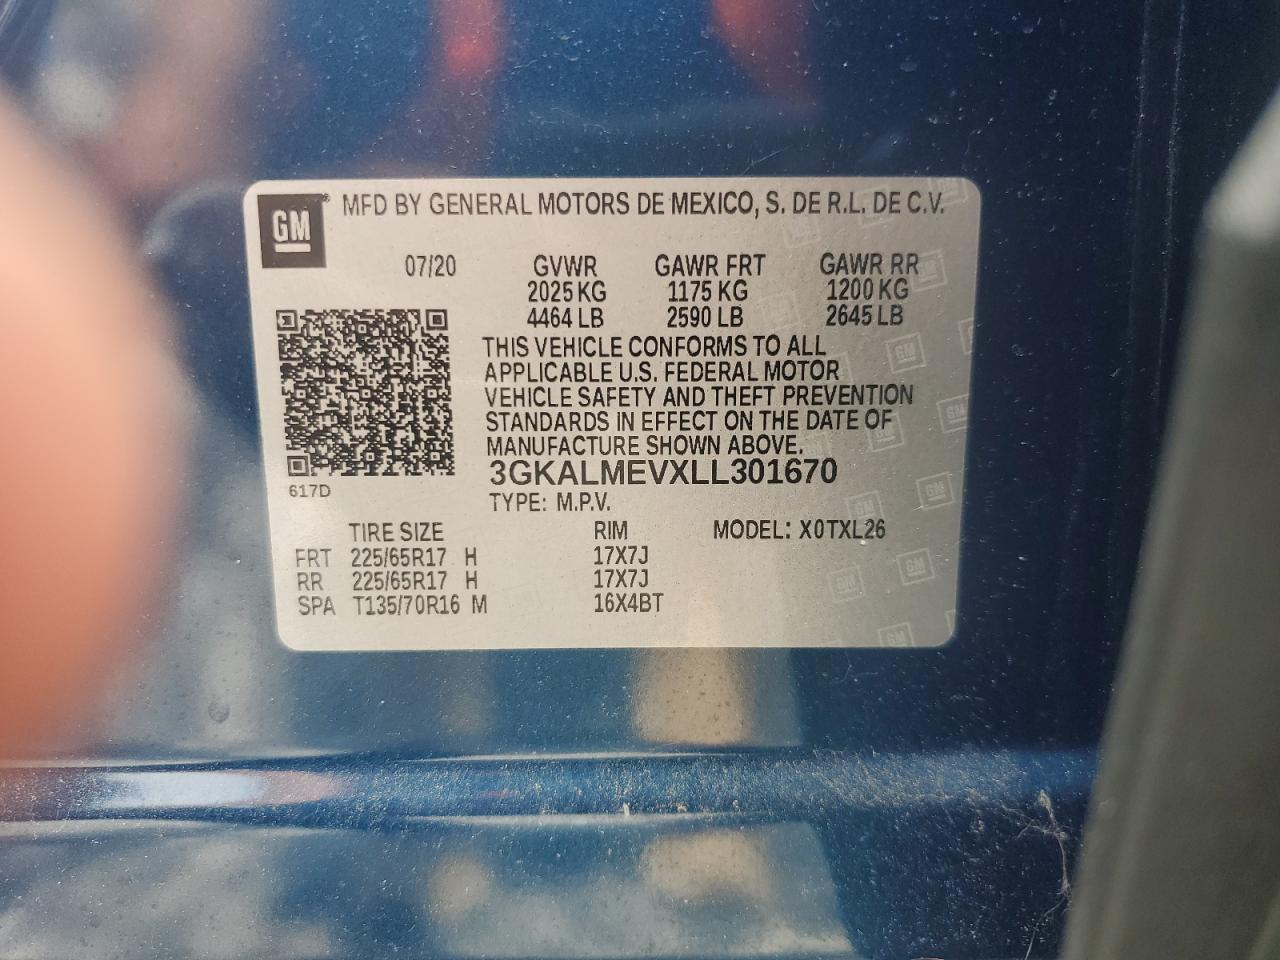 GM® MFD BY GENERAL MOTORS DE MEXICO, S. DE R.L. DE C.V.
07/20 GVWR GAWR FRT GAWR RR
2025 KG 1175 KG 1200 KG
4464 LB 2590 LB 2645 LB
THIS VEHICLE CONFORMS TO ALL
APPLICABLE U.S. FEDERAL MOTOR
VEHICLE SAFETY AND THEFT PREVENTION
STANDARDS IN EFFECT ON THE DATE OF
MANUFACTURE SHOWN ABOVE.
3GKALMEVXLL301670
617D
TYPE: M.P.V.
TIRE SIZE RIM MODEL: X0TXL26
FRT 225/65R17 H 17X7J
RR 225/65R17 H 17X7J
SPA T135/70R16 M 16X4BT